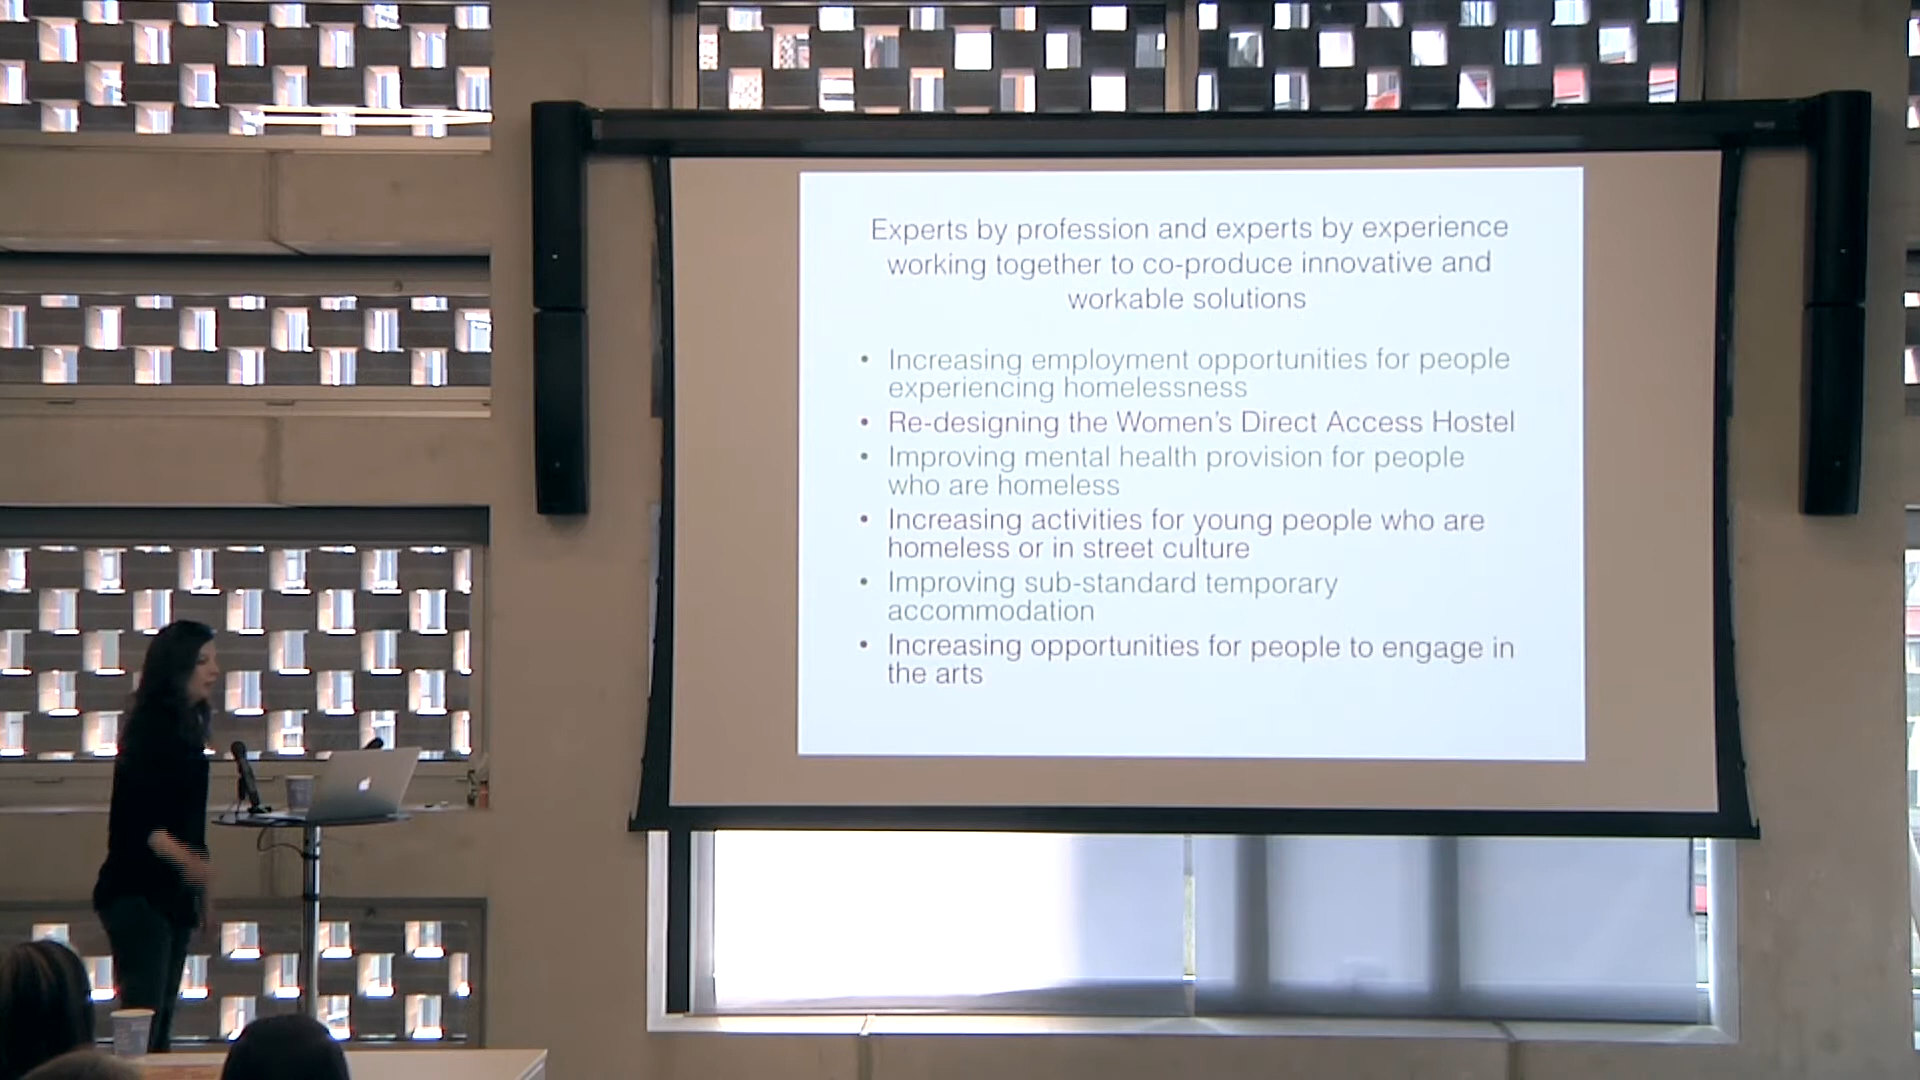 Experts by profession and experts by experience
working together to co-produce innovative and
workable solutions
• Increasing employment opportunities for people
experiencing homelessness
• Re-designing the Women's Direct Access Hostel
• Improving mental health provision for people
who are homeless
• Increasing activities for young people who are
homeless or in street culture
• Improving sub-standard temporary
accommodation
• Increasing opportunities for people to engage in
the arts